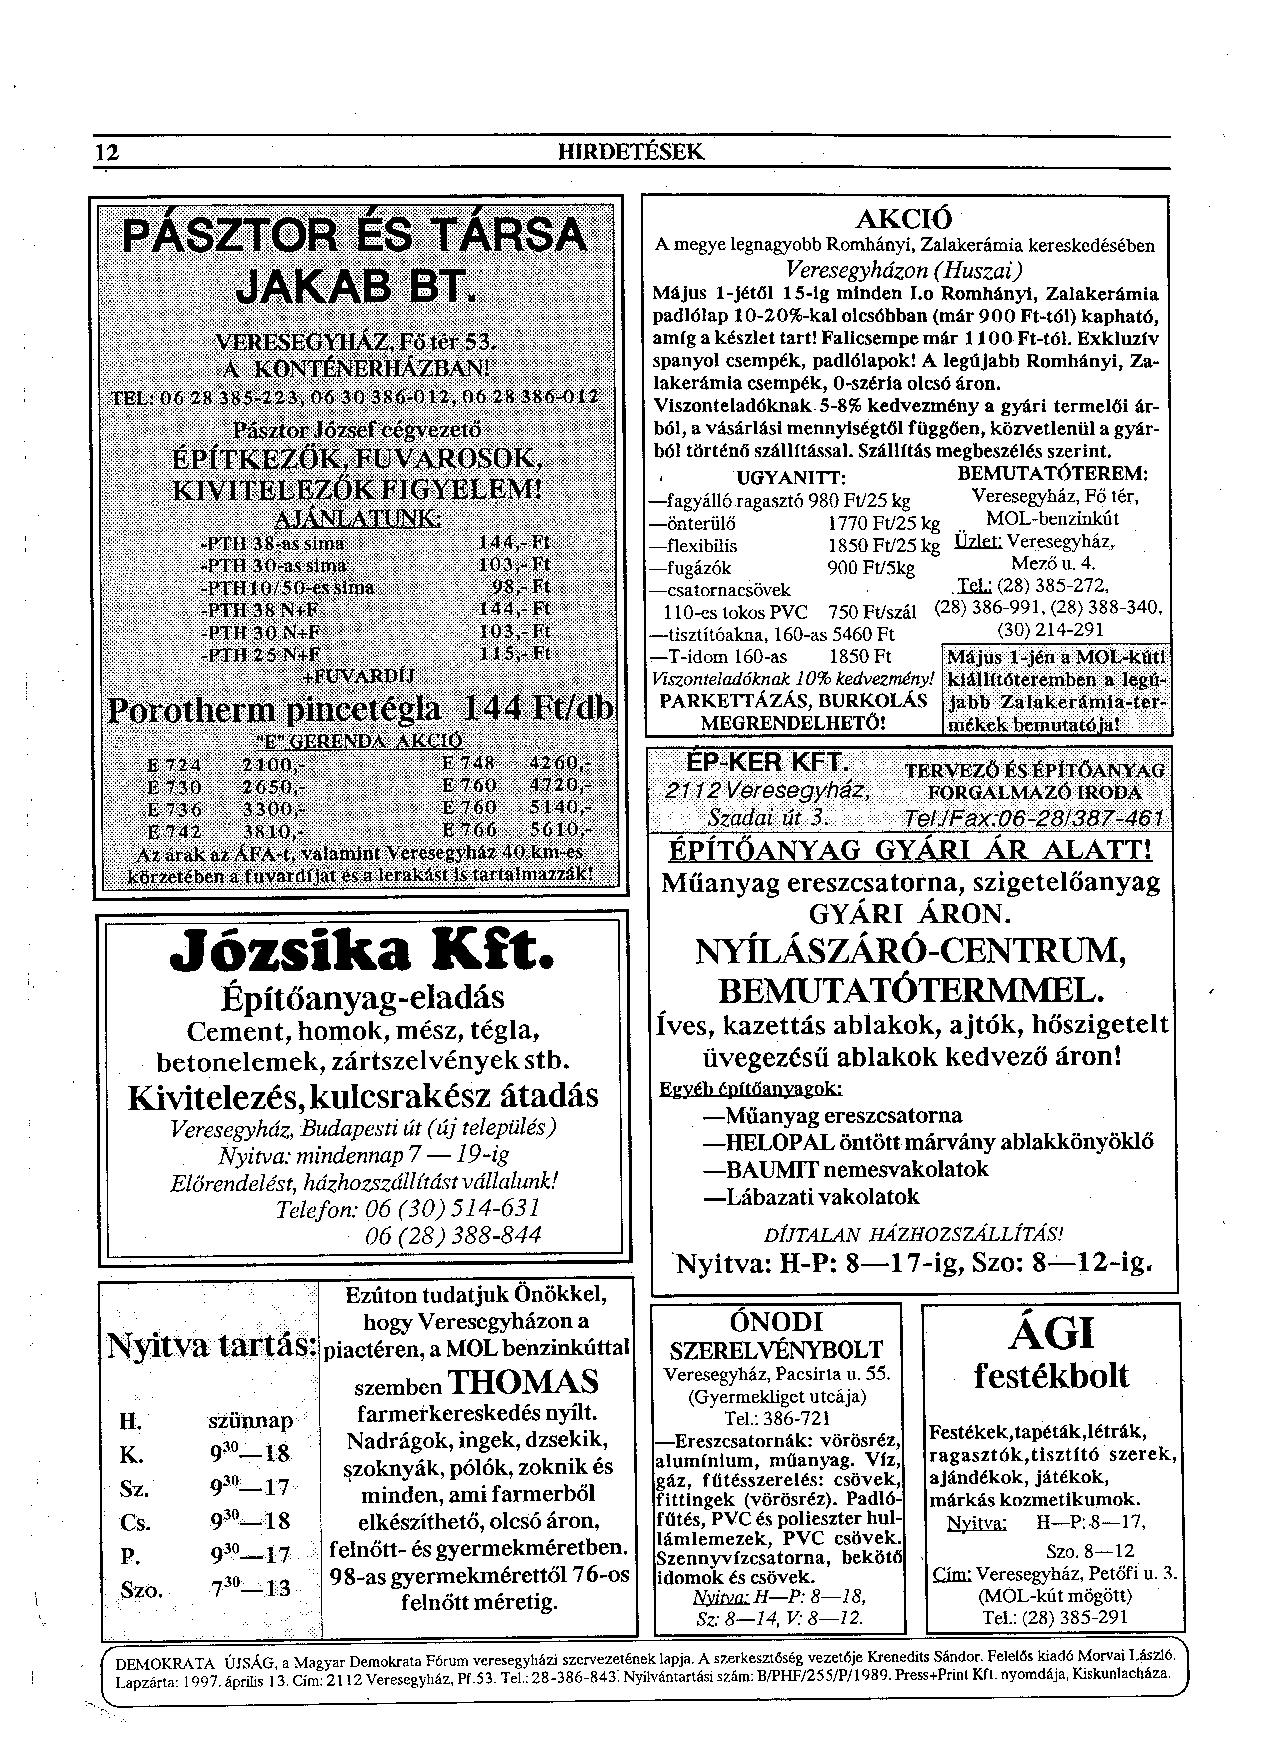 12
HIRDETÉSEK
PÁSZTOR ÉS TÁRSA
JAKAB BT.
VERESEGYHÁZ, Fő tér 53.
A KONTÉNERHÁZBAN!
TEL: 06 28 385-223, 06 30 386-012, 06 28 386-012
Pásztor József cégvezető
ÉPÍTKEZŐK, FUVAROSOK,
KIVITELEZŐK FIGYELEM!
AJÁNLATUNK:
-PTH 38-as sima 144,- Ft
-PTH 30-as sima 103,- Ft
-PTH10/50-es sima 98,- Ft
-PTH 38 N+F 144,- Ft
-PTH 30 N+F 103,- Ft
-PTH 25 N+F 115,- Ft
+FUVARDÍJ
Porotherm pincetégla 144 Ft/db
"E" GERENDA AKCIÓ
E 724 2100,- E 748 4260,-
E 730 2650,- E 760 4720,-
E 736 3300,- E 760 5140,-
E 742 3810,- E 766 5610,-
Az árak az ÁFA-t, valamint Veresegyház 40 km-es
körzetében a fuvardíjat és a lerakást is tartalmazzák!
Józsika Kft.
Építőanyag-eladás
Cement, homok, mész, tégla,
betonelemek, zártszelvények stb.
Kivitelezés, kulcsrakész átadás
Veresegyház, Budapesti út (új település)
Nyitva: mindennap 7 — 19-ig
Előrendelést, házhozszállítást vállalunk!
Telefon: 06 (30) 514-631
06 (28) 388-844
Nyitva tartás:
H. szünnap
K. 9³⁰—18
Sz. 9³⁰—17
Cs. 9³⁰—18
P. 9³⁰—17
Szo. 7³⁰—13
Ezúton tudatjuk Önökkel,
hogy Veresegyházon a
piactéren, a MOL benzinkúttal
szemben THOMAS
farmerkereskedés nyílt.
Nadrágok, ingek, dzsekik,
szoknyák, pólók, zoknik és
minden, ami farmerből
elkészíthető, olcsó áron,
felnőtt- és gyermekméretben.
98-as gyermekmérettől 76-os
felnőtt méretig.
AKCIÓ
A megye legnagyobb Romhányi, Zalakerámia kereskedésében
Veresegyházon (Huszai)
Május 1-jétől 15-ig minden I.o Romhányi, Zalakerámia
padlólap 10-20%-kal olcsóbban (már 900 Ft-tól) kapható,
amíg a készlet tart! Falicsempe már 1100 Ft-tól. Exkluzív
spanyol csempék, padlólapok! A legújabb Romhányi, Za-
lakerámia csempék, 0-széria olcsó áron.
Viszonteladóknak 5-8% kedvezmény a gyári termelői ár-
ból, a vásárlási mennyiségtől függően, közvetlenül a gyár-
ból történő szállítással. Szállítás megbeszélés szerint.
UGYANITT:
—fagyálló ragasztó 980 Ft/25 kg
—önterülő 1770 Ft/25 kg
—flexibilis 1850 Ft/25 kg
—fugázók 900 Ft/5kg
—csatornacsövek
110-es tokos PVC 750 Ft/szál
—tisztítóakna, 160-as 5460 Ft
—T-idom 160-as 1850 Ft
Viszonteladóknak 10% kedvezmény!
PARKETTÁZÁS, BURKOLÁS
MEGRENDELHETŐ!
BEMUTATÓTEREM:
Veresegyház, Fő tér,
MOL-benzinkút
Üzlet: Veresegyház,
Mező u. 4.
Tel.: (28) 385-272,
(28) 386-991, (28) 388-340,
(30) 214-291
Május 1-jén a MOL-kúti
kiállítóteremben a legú-
jabb Zalakerámia-ter-
mékek bemutatója!
ÉP-KER KFT.
2112 Veresegyház,
Szadai út 3.
TERVEZŐ ÉS ÉPÍTŐANYAG
FORGALMAZÓ IRODA
Tel./Fax:06-28/387-461
ÉPÍTŐANYAG GYÁRI ÁR ALATT!
Műanyag ereszcsatorna, szigetelőanyag
GYÁRI ÁRON.
NYÍLÁSZÁRÓ-CENTRUM,
BEMUTATÓTERMMEL.
Íves, kazettás ablakok, ajtók, hőszigetelt
üvegezésű ablakok kedvező áron!
Egyéb építőanyagok:
—Műanyag ereszcsatorna
—HELOPAL öntött márvány ablakkönyöklő
—BAUMIT nemesvakolatok
—Lábazati vakolatok
DÍJTALAN HÁZHOZSZÁLLÍTÁS!
Nyitva: H-P: 8—17-ig, Szo: 8—12-ig.
ÓNODI
SZERELVÉNYBOLT
Veresegyház, Pacsirta u. 55.
(Gyermekliget utcája)
Tel.: 386-721
—Ereszcsatornák: vörösréz,
alumínium, műanyag. Víz,
gáz, fűtésszerelés: csövek,
fittingek (vörösréz). Padló-
fűtés, PVC és polieszter hul-
lámlemezek, PVC csövek.
Szennyvízcsatorna, bekötő
idomok és csövek.
Nyitva: H—P: 8—18,
Sz: 8—14, V: 8—12.
ÁGI
festékbolt
Festékek,tapéták,létrák,
ragasztók,tisztító szerek,
ajándékok, játékok,
márkás kozmetikumok.
Nyitva: H—P: 8—17,
Szo. 8—12
Cím: Veresegyház, Petőfi u. 3.
(MOL-kút mögött)
Tel.: (28) 385-291
DEMOKRATA ÚJSÁG, a Magyar Demokrata Fórum veresegyházi szervezetének lapja. A szerkesztőség vezetője Krenedits Sándor. Felelős kiadó Morvai László.
Lapzárta: 1997. április 13. Cím: 2112 Veresegyház, Pf.53. Tel.: 28-386-843. Nyilvántartási szám: B/PHF/255/P/1989. Press+Print Kft. nyomdája, Kiskunlacháza.